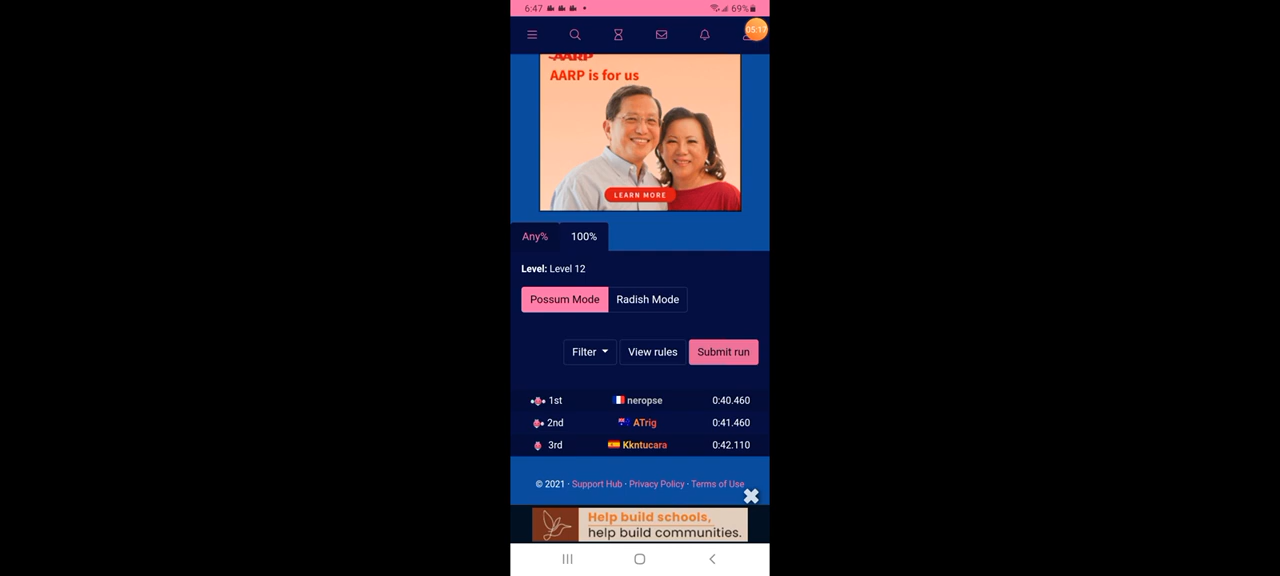 6:47 69%
05:17
AARP
AARP is for us
LEARN MORE
Any% 100%
Level: Level 12
Possum Mode Radish Mode
Filter View rules Submit run
1st neropse 0:40.460
2nd ATrig 0:41.460
3rd Kkntucara 0:42.110
© 2021 · Support Hub · Privacy Policy · Terms of Use
Help build schools,
help build communities.